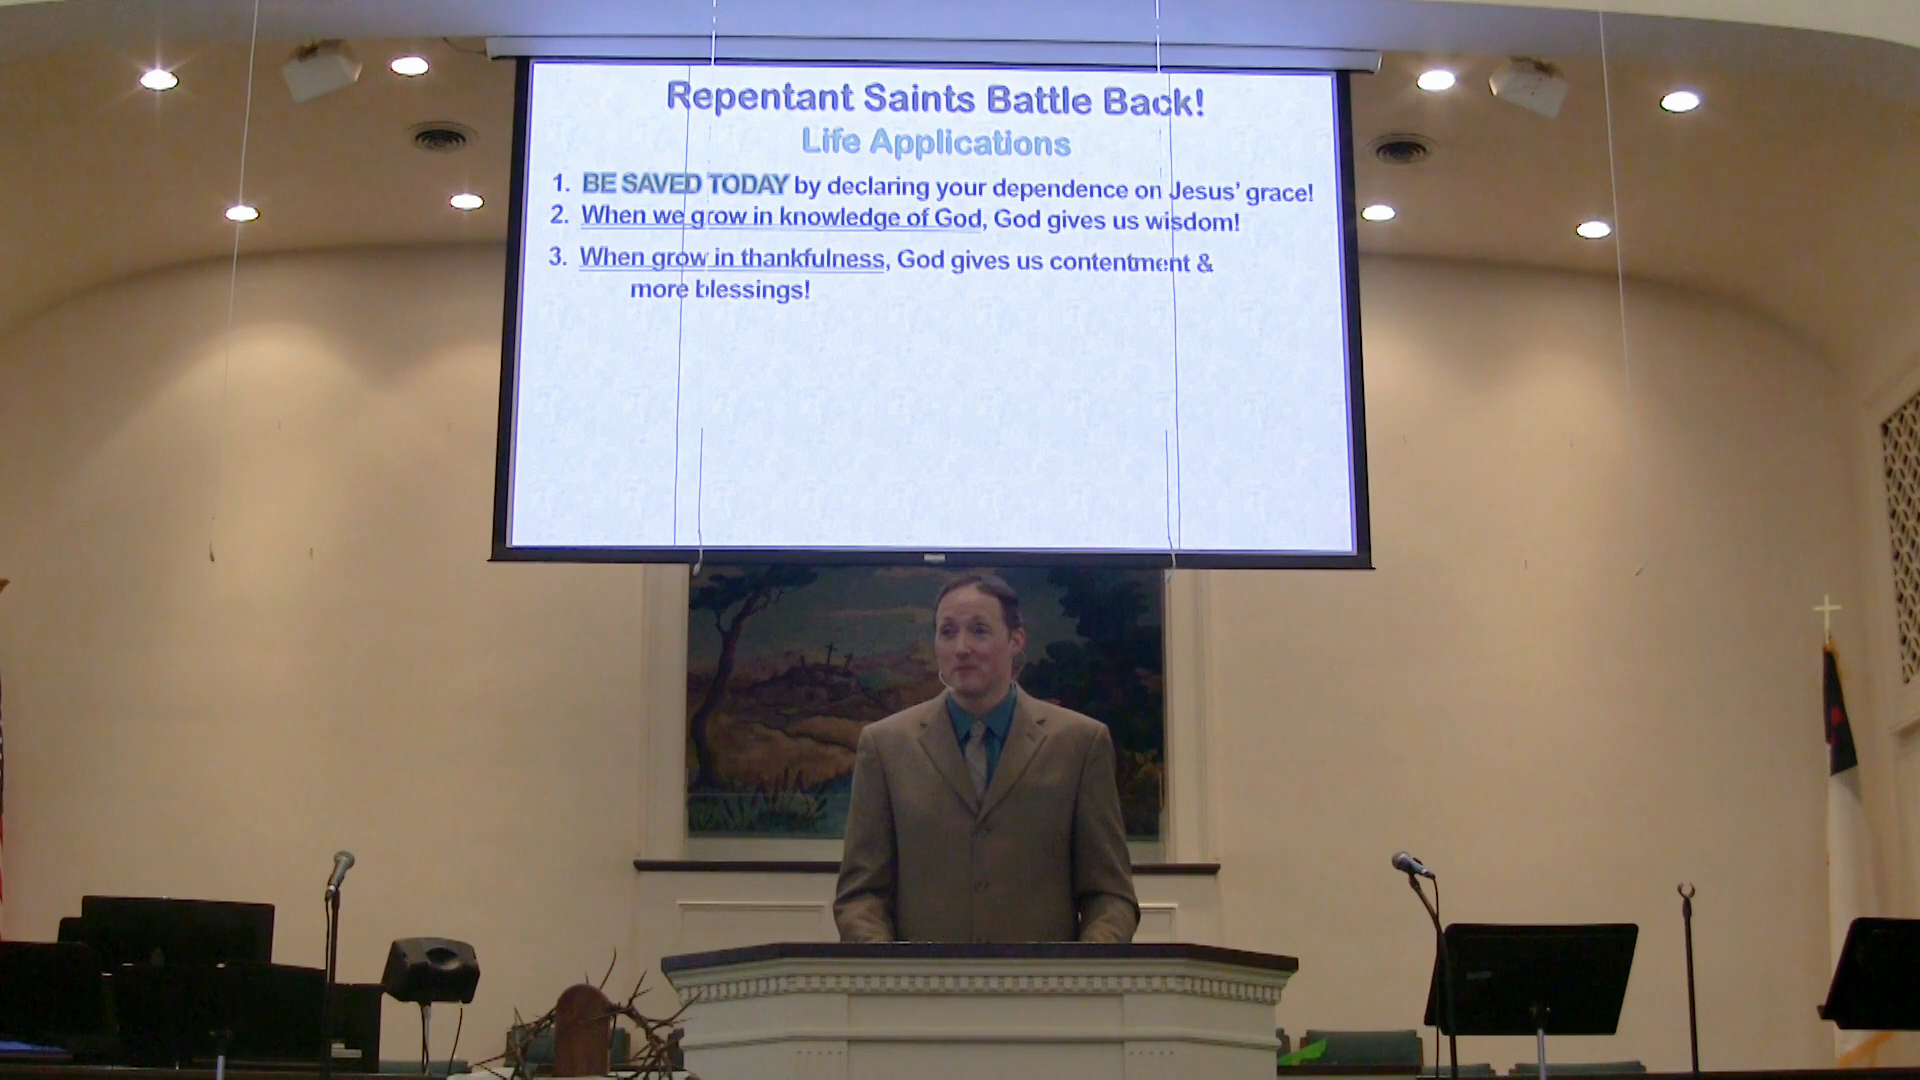 Repentant Saints Battle Back!
Life Applications
1. BE SAVED TODAY by declaring your dependence on Jesus' grace!
2. When we grow in knowledge of God, God gives us wisdom!
3. When grow in thankfulness, God gives us contentment &
more blessings!